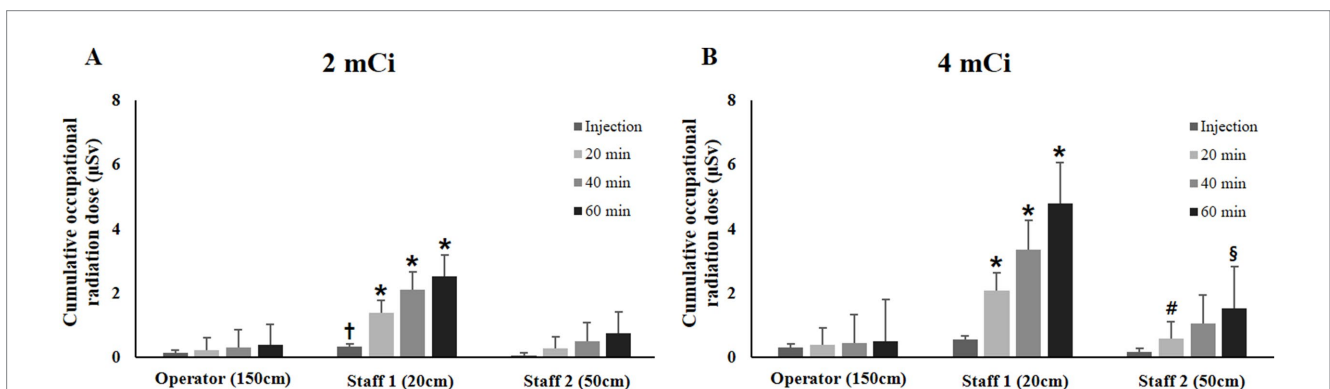 A
2 mCi
Cumulative occupational
radiation dose (μSv)
8
6
4
2
0
Injection
20 min
40 min
60 min
†
*
*
*
Operator (150cm)
Staff 1 (20cm)
Staff 2 (50cm)
B
4 mCi
Cumulative occupational
radiation dose (μSv)
8
6
4
2
0
Injection
20 min
40 min
60 min
*
*
*
#
§
Operator (150cm)
Staff 1 (20cm)
Staff 2 (50cm)